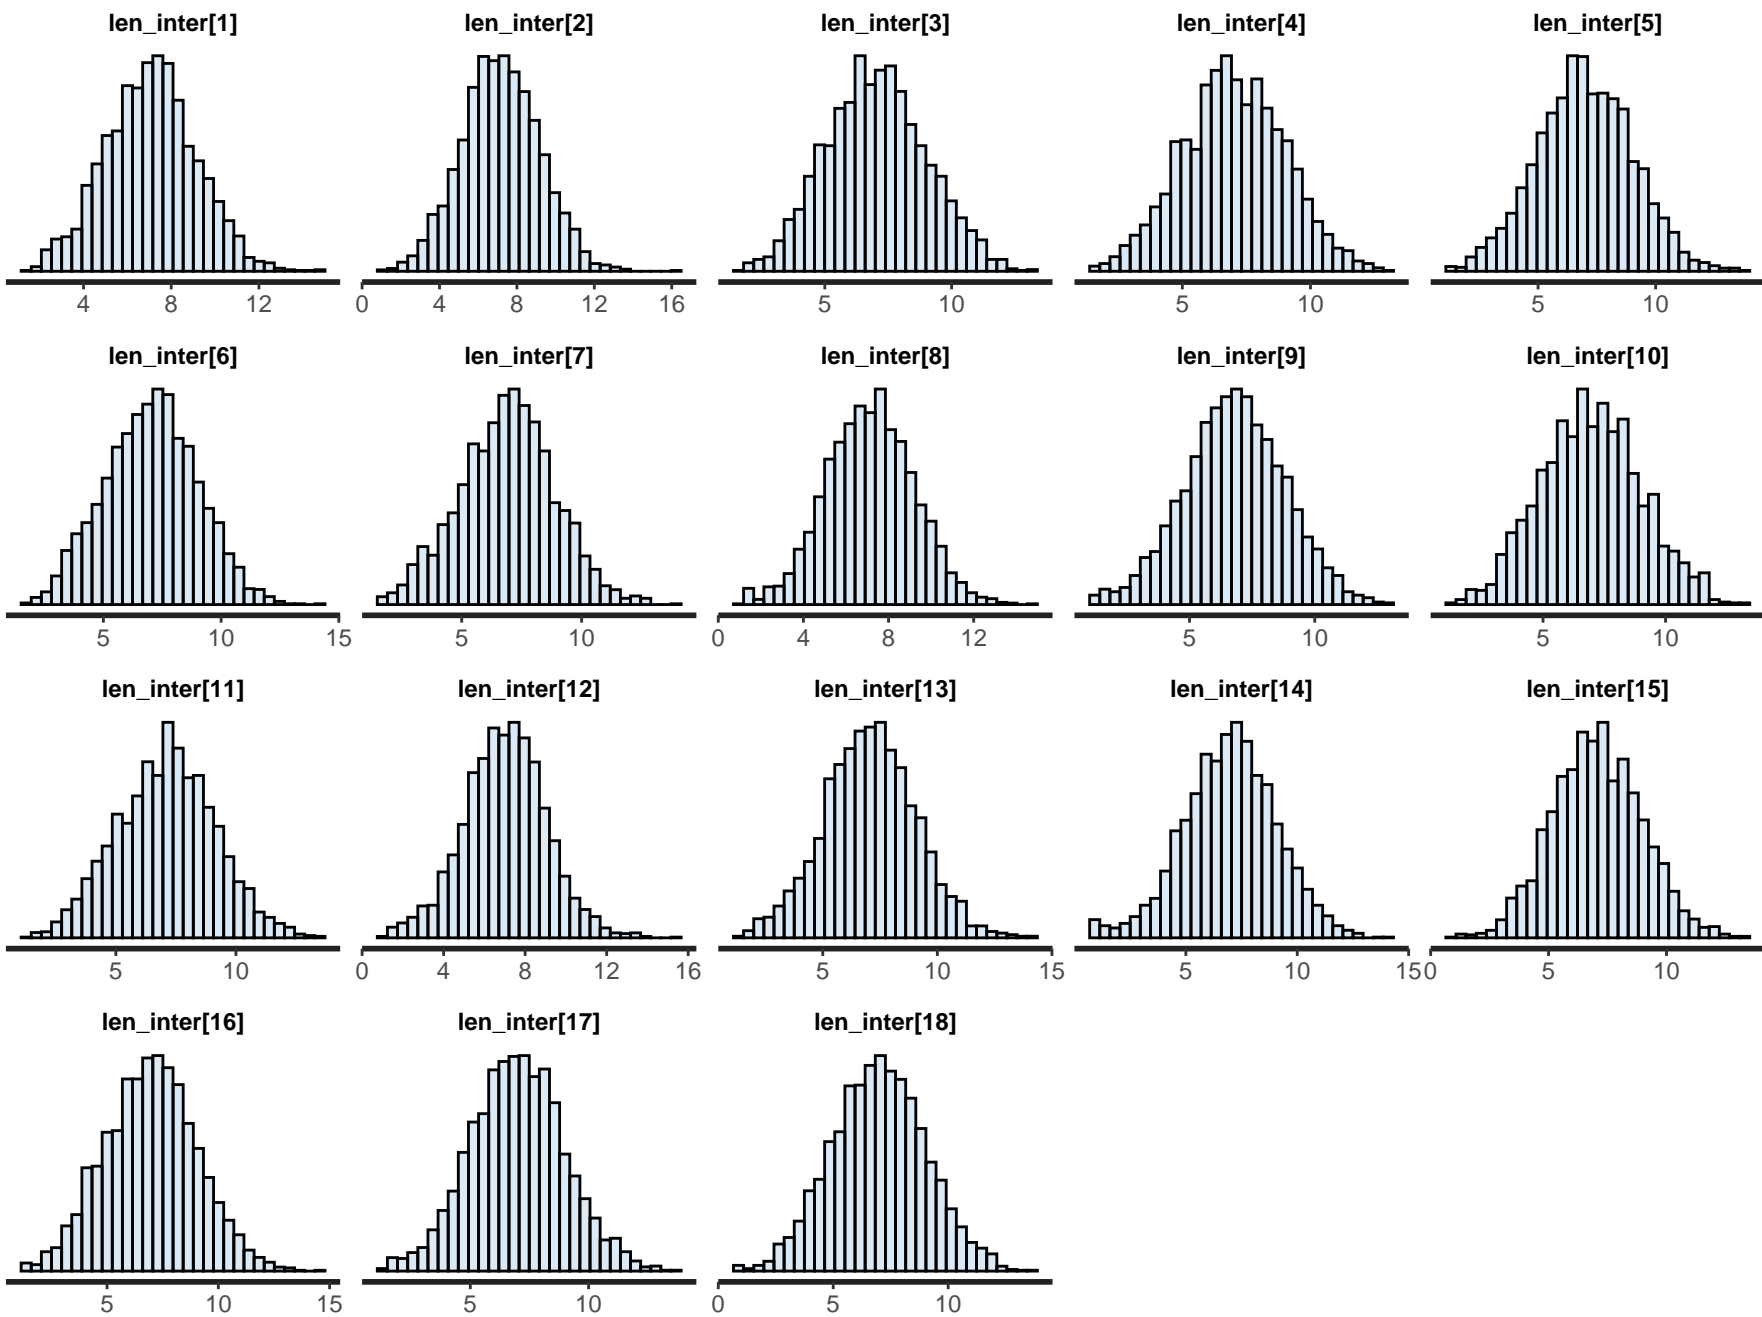 len_inter[1] len_inter[2] len_inter[3] len_inter[4] len_inter[5]
4 8 12 0 4 8 12 16 5 10 5 10 5 10
len_inter[6] len_inter[7] len_inter[8] len_inter[9] len_inter[10]
5 10 15 5 10 0 4 8 12 5 10 5 10
len_inter[11] len_inter[12] len_inter[13] len_inter[14] len_inter[15]
5 10 0 4 8 12 16 5 10 15 5 10 15 0 5 10
len_inter[16] len_inter[17] len_inter[18]
5 10 15 5 10 0 5 10